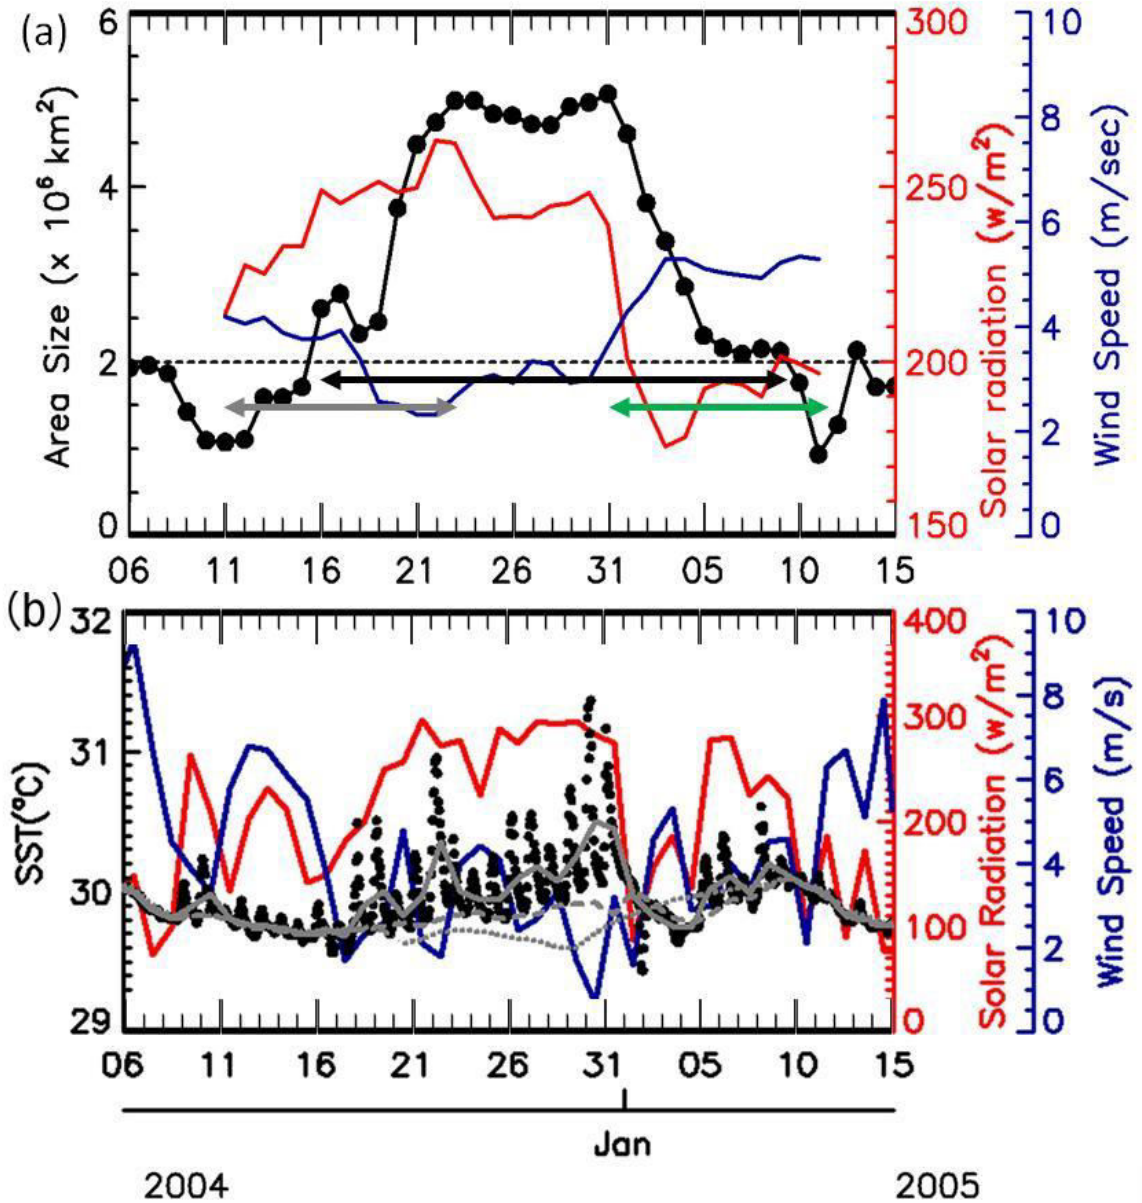 (a)
6
4
2
0
Area Size (x 10⁶ km²)
300
250
200
150
Solar radiation (w/m²)
10
8
6
4
2
0
Wind Speed (m/sec)
06 11 16 21 26 31 05 10 15
(b)
32
31
30
29
SST(°C)
400
300
200
100
0
Solar Radiation (w/m²)
10
8
6
4
2
0
Wind Speed (m/s)
06 11 16 21 26 31 05 10 15
Jan
2004 2005